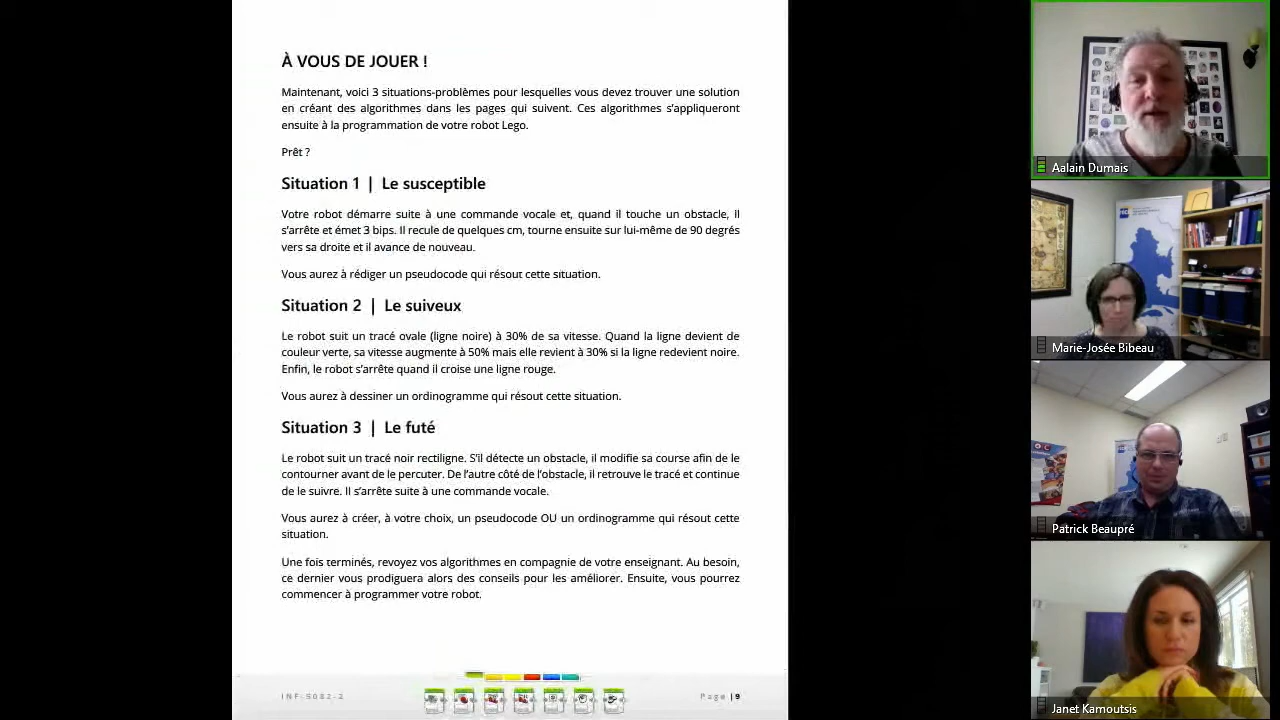 À VOUS DE JOUER !
Maintenant, voici 3 situations-problèmes pour lesquelles vous devez trouver une solution
en créant des algorithmes dans les pages qui suivent. Ces algorithmes s'appliqueront
ensuite à la programmation de votre robot Lego.
Prêt ?
Situation 1 | Le susceptible
Votre robot démarre suite à une commande vocale et, quand il touche un obstacle, il
s'arrête et émet 3 bips. Il recule de quelques cm, tourne ensuite sur lui-même de 90 degrés
vers sa droite et il avance de nouveau.
Vous aurez à rédiger un pseudocode qui résout cette situation.
Situation 2 | Le suiveux
Le robot suit un tracé ovale (ligne noire) à 30% de sa vitesse. Quand la ligne devient de
couleur verte, sa vitesse augmente à 50% mais elle revient à 30% si la ligne redevient noire.
Enfin, le robot s'arrête quand il croise une ligne rouge.
Vous aurez à dessiner un ordinogramme qui résout cette situation.
Situation 3 | Le futé
Le robot suit un tracé noir rectiligne. S'il détecte un obstacle, il modifie sa course afin de le
contourner avant de le percuter. De l'autre côté de l'obstacle, il retrouve le tracé et continue
de le suivre. Il s'arrête suite à une commande vocale.
Vous aurez à créer, à votre choix, un pseudocode OU un ordinogramme qui résout cette
situation.
Une fois terminés, revoyez vos algorithmes en compagnie de votre enseignant. Au besoin,
ce dernier vous prodiguera alors des conseils pour les améliorer. Ensuite, vous pourrez
commencer à programmer votre robot.
INF-5082-2
Page | 9
Aalain Dumais
Marie-Josée Bibeau
Patrick Beaupré
Janet Kamoutsis